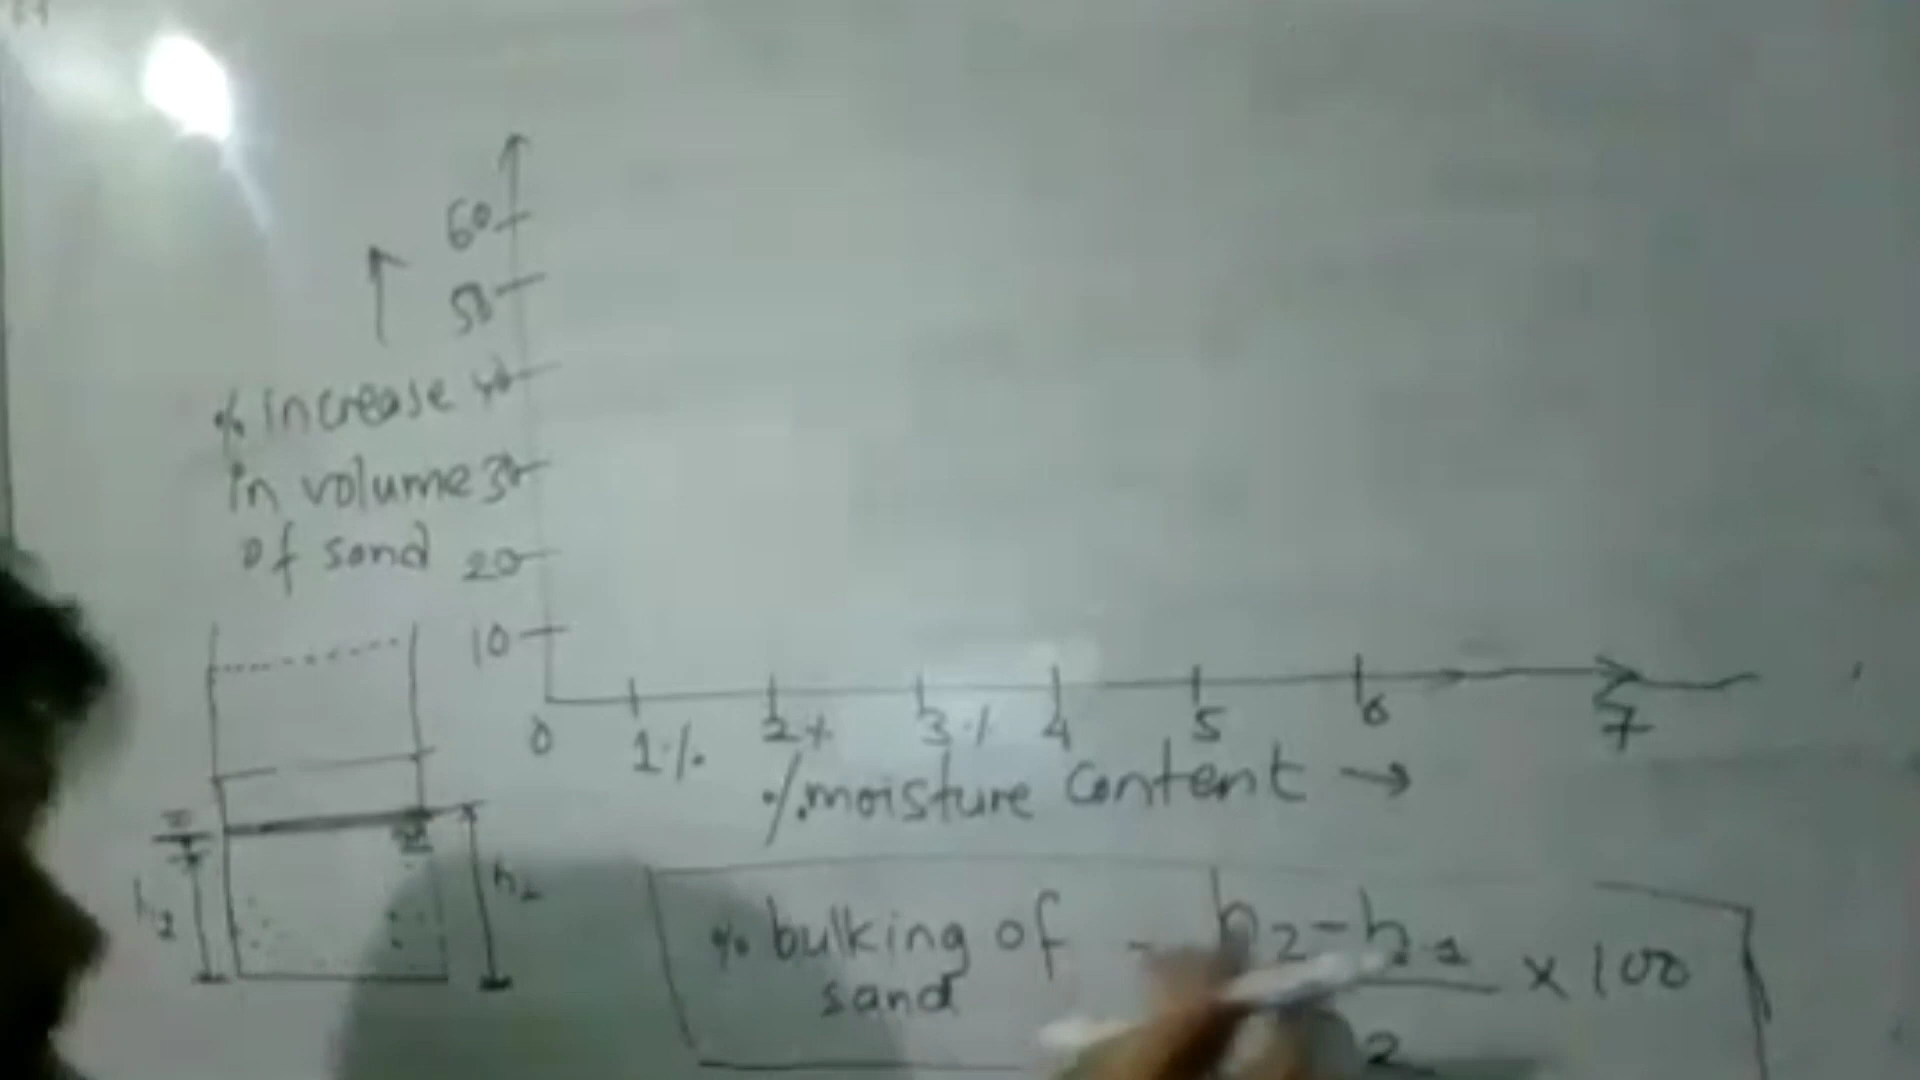 60
50
% increase 40
in volume 30
of sand 20
10
0 1% 2% 3% 4 5 6 7
% moisture content →
h2
% bulking of - h2-h1 x 100
sand
2